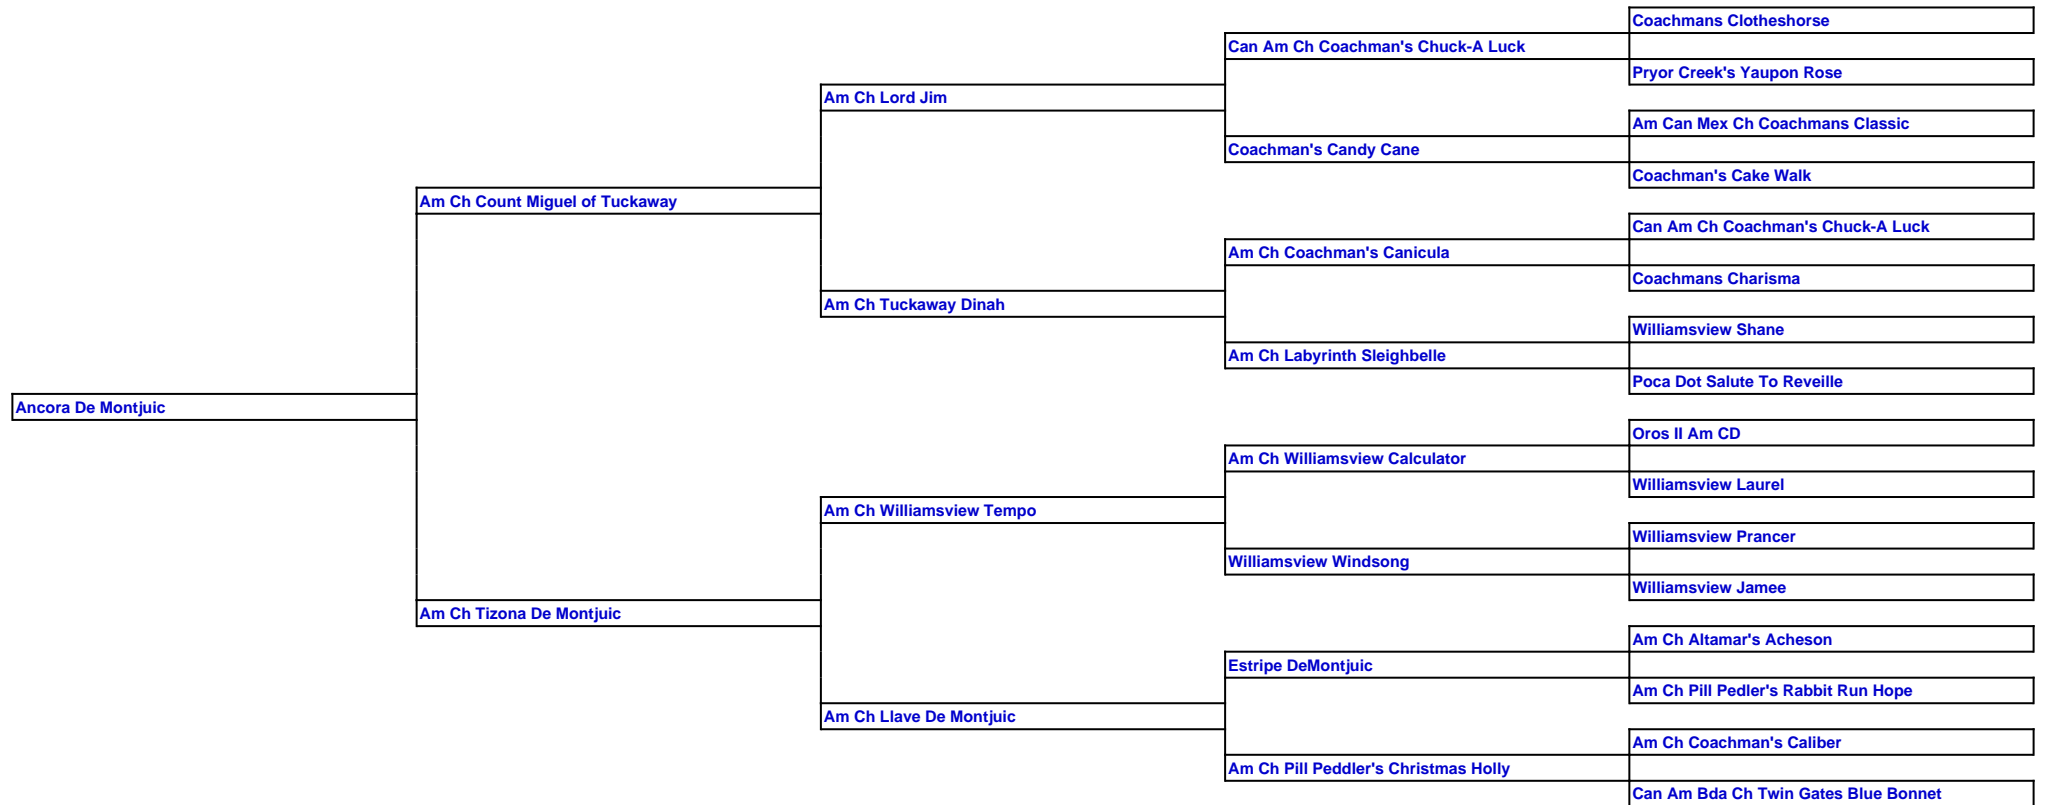 Coachmans Clotheshorse
Can Am Ch Coachman's Chuck-A Luck
Pryor Creek's Yaupon Rose
Am Ch Lord Jim
Am Can Mex Ch Coachmans Classic
Coachman's Candy Cane
Coachman's Cake Walk
Am Ch Count Miguel of Tuckaway
Can Am Ch Coachman's Chuck-A Luck
Am Ch Coachman's Canicula
Coachmans Charisma
Am Ch Tuckaway Dinah
Williamsview Shane
Am Ch Labyrinth Sleighbelle
Poca Dot Salute To Reveille
Ancora De Montjuic
Oros II Am CD
Am Ch Williamsview Calculator
Williamsview Laurel
Am Ch Williamsview Tempo
Williamsview Prancer
Williamsview Windsong
Williamsview Jamee
Am Ch Tizona De Montjuic
Am Ch Altamar's Acheson
Estripe DeMontjuic
Am Ch Pill Pedler's Rabbit Run Hope
Am Ch Llave De Montjuic
Am Ch Coachman's Caliber
Am Ch Pill Peddler's Christmas Holly
Can Am Bda Ch Twin Gates Blue Bonnet